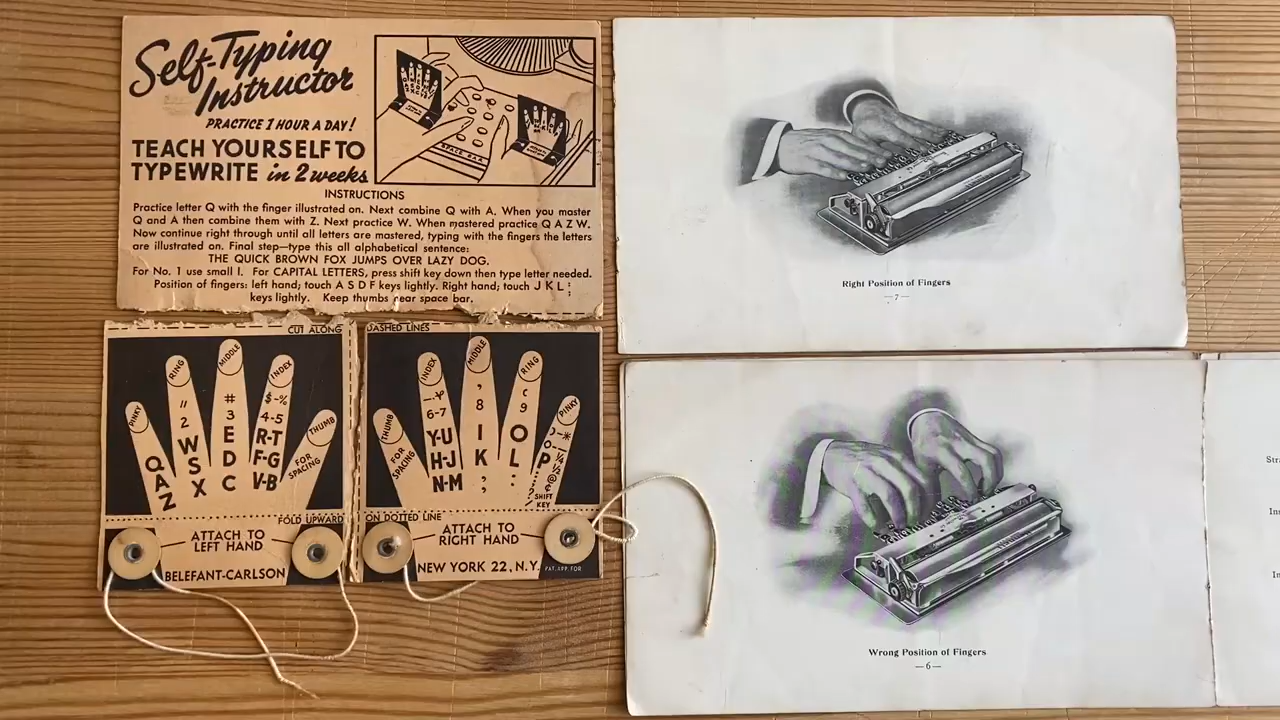 Self-Typing
Instructor
PRACTICE 1 HOUR A DAY!
TEACH YOURSELF TO
TYPEWRITE in 2 weeks
SPACE BAR
INSTRUCTIONS
Practice letter Q with the finger illustrated on. Next combine Q with A. When you master
Q and A then combine them with Z. Next practice W. When mastered practice Q A Z W.
Now continue right through until all letters are mastered, typing with the fingers the letters
are illustrated on. Final step—type this all alphabetical sentence:
THE QUICK BROWN FOX JUMPS OVER LAZY DOG.
For No. 1 use small l. For CAPITAL LETTERS, press shift key down then type letter needed.
Position of fingers: left hand; touch A S D F keys lightly. Right hand; touch J K L :;
keys lightly. Keep thumbs near space bar.
CUT ALONG DASHED LINES
PINKY
RING
MIDDLE
INDEX
THUMB
Q
A
Z
"
2
W
S
X
#
3
E
D
C
$-%
4-5
R-T
F-G
V-B
FOR
SPACING
THUMB
INDEX
MIDDLE
RING
PINKY
FOR
SPACING
6-7
Y-U
H-J
N-M
'
8
I
K
,
(
9
O
L
.
P
SHIFT
KEY
FOLD UPWARD ON DOTTED LINE
ATTACH TO
LEFT HAND
BELEFANT-CARLSON
ATTACH TO
RIGHT HAND
NEW YORK 22, N.Y.
PAT. APP. FOR
Right Position of Fingers
—7—
Wrong Position of Fingers
—6—
Stra
Ins
In